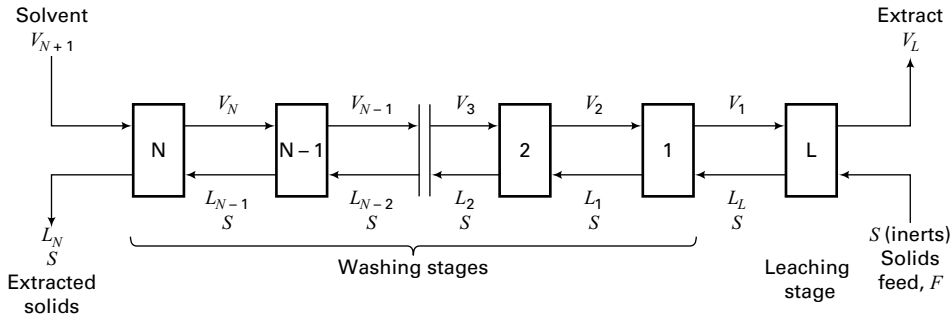 Solvent
V_{N+1}
Extract
V_L
V_N
V_{N−1}
V_3
V_2
V_1
N
N−1
2
1
L
L_{N−1}
S
L_{N−2}
S
L_2
S
L_1
S
L_L
S
L_N
S
Extracted
solids
Washing stages
Leaching
stage
S (inerts)
Solids
feed, F